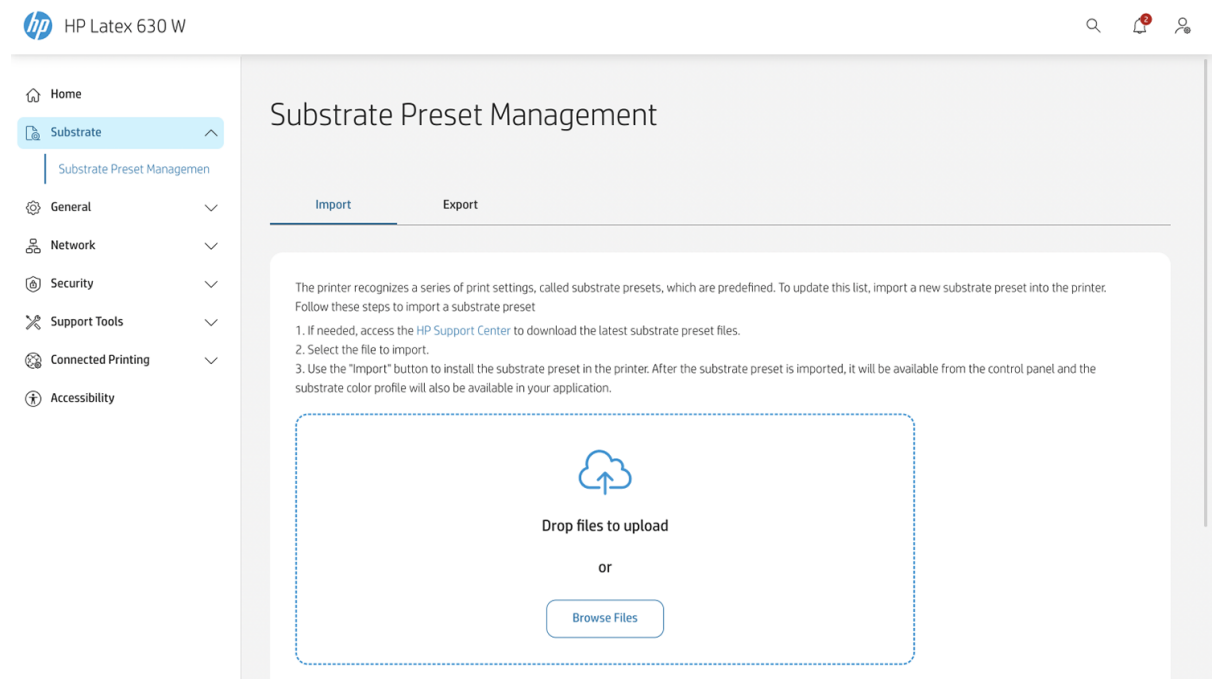 hp HP Latex 630 W
2
Home
Substrate
Substrate Preset Managemen
General
Network
Security
Support Tools
Connected Printing
Accessibility
Substrate Preset Management
Import Export
The printer recognizes a series of print settings, called substrate presets, which are predefined. To update this list, import a new substrate preset into the printer.
Follow these steps to import a substrate preset
1. If needed, access the HP Support Center to download the latest substrate preset files.
2. Select the file to import.
3. Use the "Import" button to install the substrate preset in the printer. After the substrate preset is imported, it will be available from the control panel and the
substrate color profile will also be available in your application.
Drop files to upload
or
Browse Files